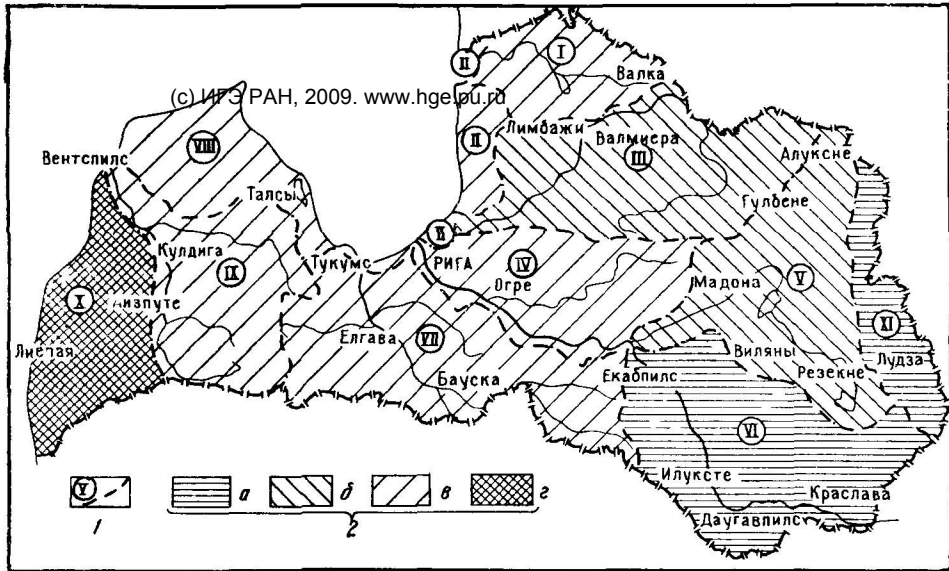 II
I
Валка
(c) ИГЭ РАН, 2009. www.hge.pu.ru
VIII
II
Лимбажи
Валмиера
III
Алуксне
Вентспилс
Талсы
Гулбене
II
Кулдига
IX
Тукумс
РИГА
IV
Огре
Мадона
V
X
Айзпуте
XI
Лиепая
Елгава
VII
Виляны
Лудза
Бауска
Екабпилс
Резекне
VI
V
а
б
в
г
Илуксте
Краслава
1
2
Даугавпилс